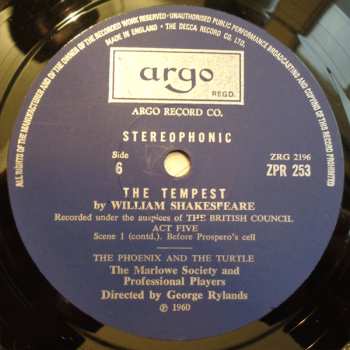 ALL RIGHTS OF THE MANUFACTURER AND OF THE OWNER OF THE RECORDED WORK RESERVED · UNAUTHORISED PUBLIC PERFORMANCE BROADCASTING AND COPYING OF THIS RECORD PROHIBITED
MADE IN ENGLAND · THE DECCA RECORD CO. LTD.
argo
REGD.
ARGO RECORD CO.
STEREOPHONIC
Side
6
ZRG 2196
ZPR 253
THE TEMPEST
by WILLIAM SHAKESPEARE
Recorded under the auspices of THE BRITISH COUNCIL
ACT FIVE
Scene 1 (contd.). Before Prospero's cell
THE PHOENIX AND THE TURTLE
The Marlowe Society and
Professional Players
Directed by George Rylands
℗ 1960